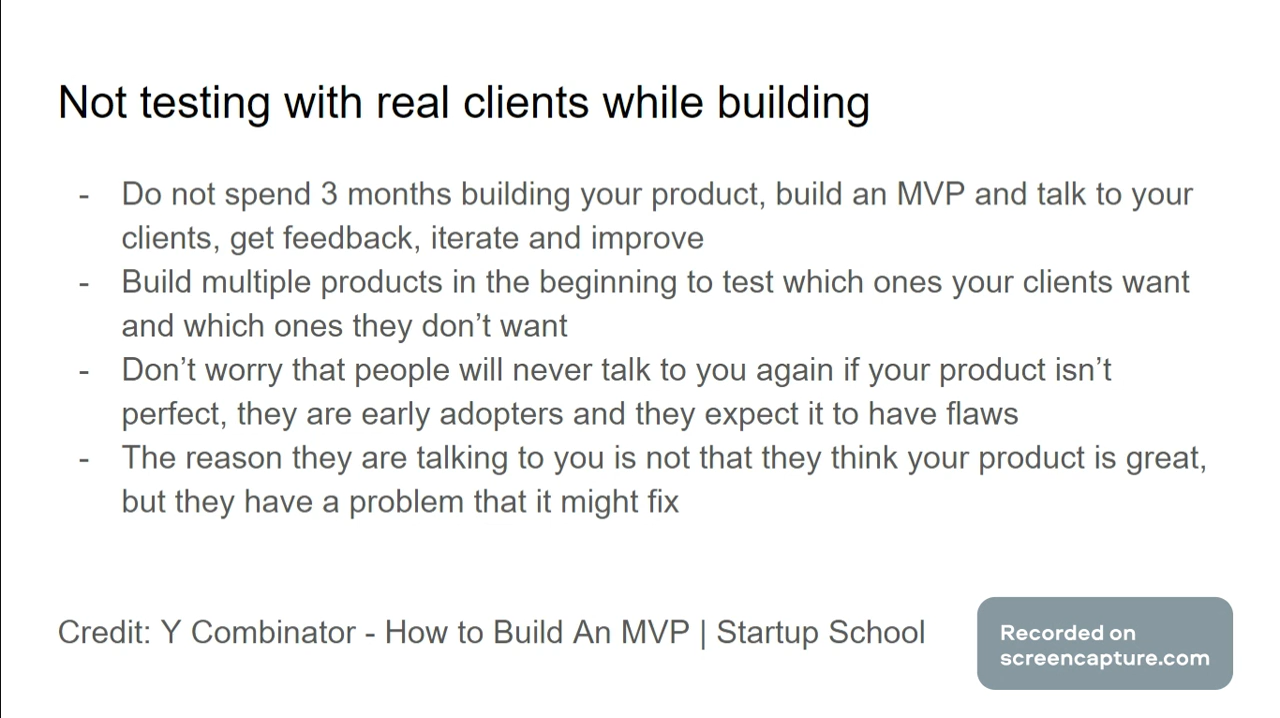 Not testing with real clients while building
- Do not spend 3 months building your product, build an MVP and talk to your
clients, get feedback, iterate and improve
- Build multiple products in the beginning to test which ones your clients want
and which ones they don’t want
- Don’t worry that people will never talk to you again if your product isn’t
perfect, they are early adopters and they expect it to have flaws
- The reason they are talking to you is not that they think your product is great,
but they have a problem that it might fix
Credit: Y Combinator - How to Build An MVP | Startup School
Recorded on
screencapture.com